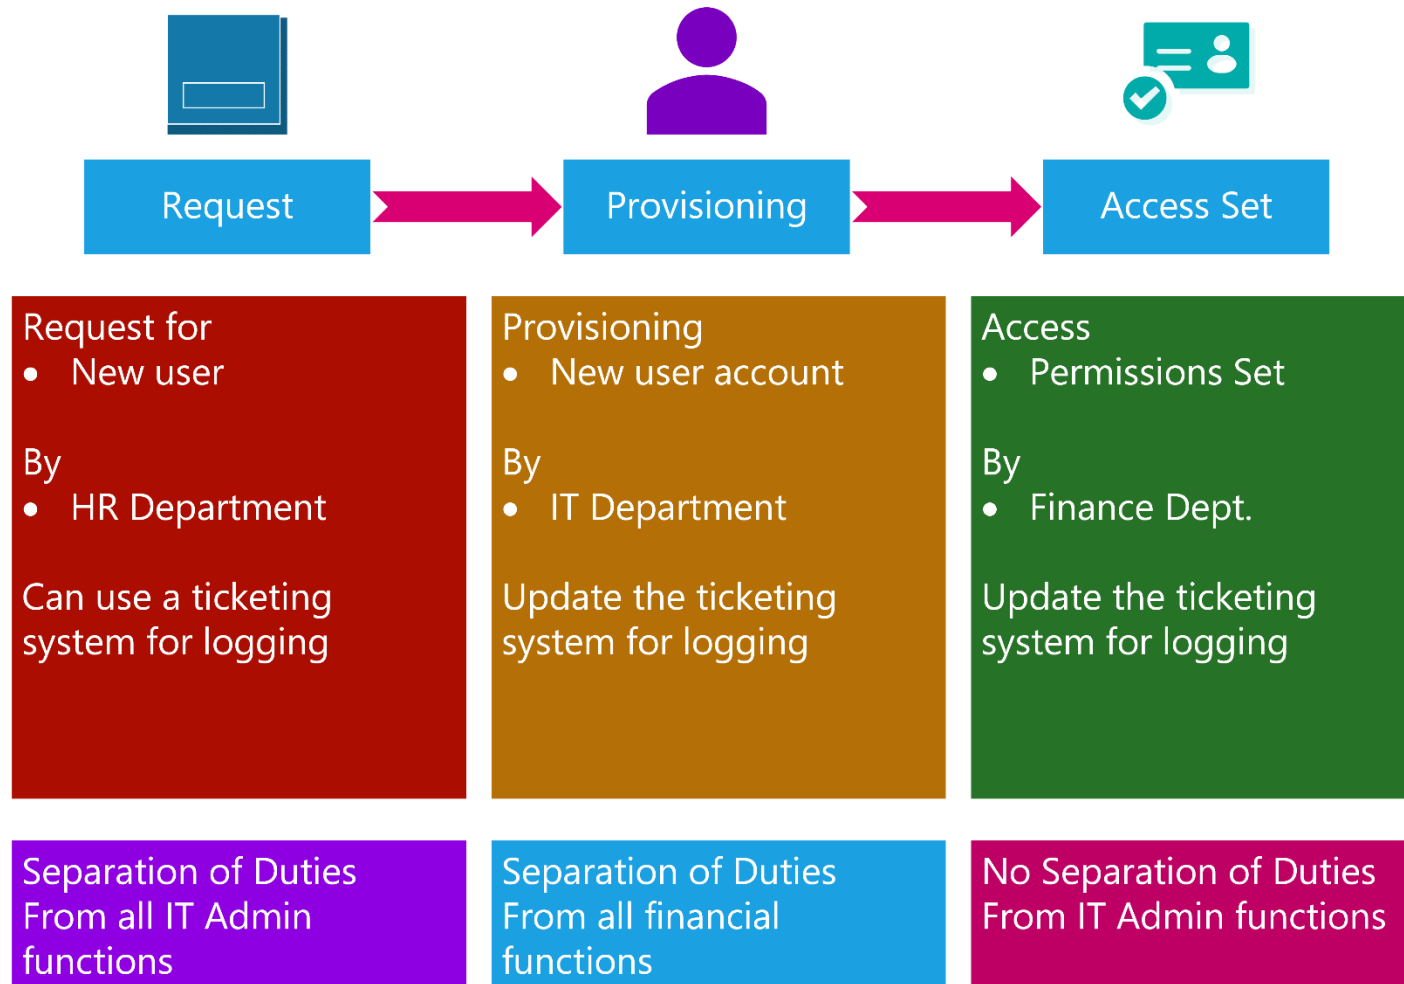 Request
Provisioning
Access Set
Request for
• New user
By
• HR Department
Can use a ticketing
system for logging
Provisioning
• New user account
By
• IT Department
Update the ticketing
system for logging
Access
• Permissions Set
By
• Finance Dept.
Update the ticketing
system for logging
Separation of Duties
From all IT Admin
functions
Separation of Duties
From all financial
functions
No Separation of Duties
From IT Admin functions